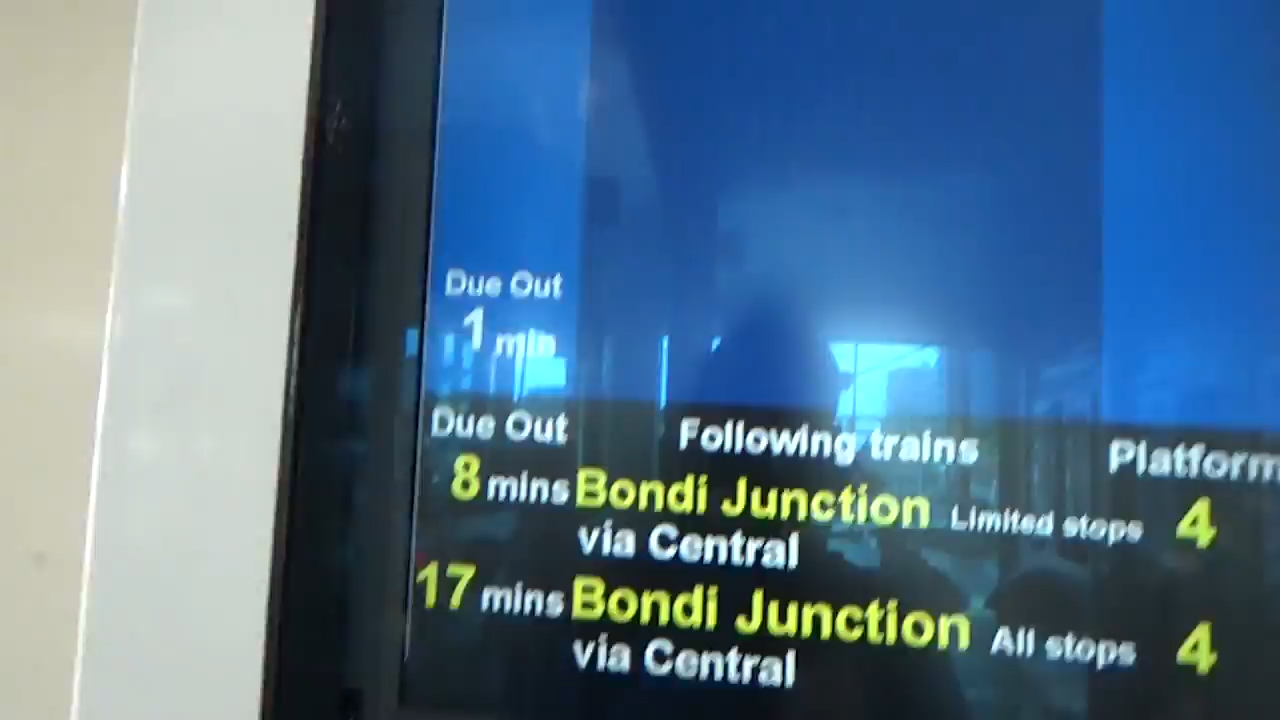 Due Out
1 min
Due Out Following trains Platform
8 mins Bondi Junction Limited stops 4
via Central
17 mins Bondi Junction All stops 4
via Central